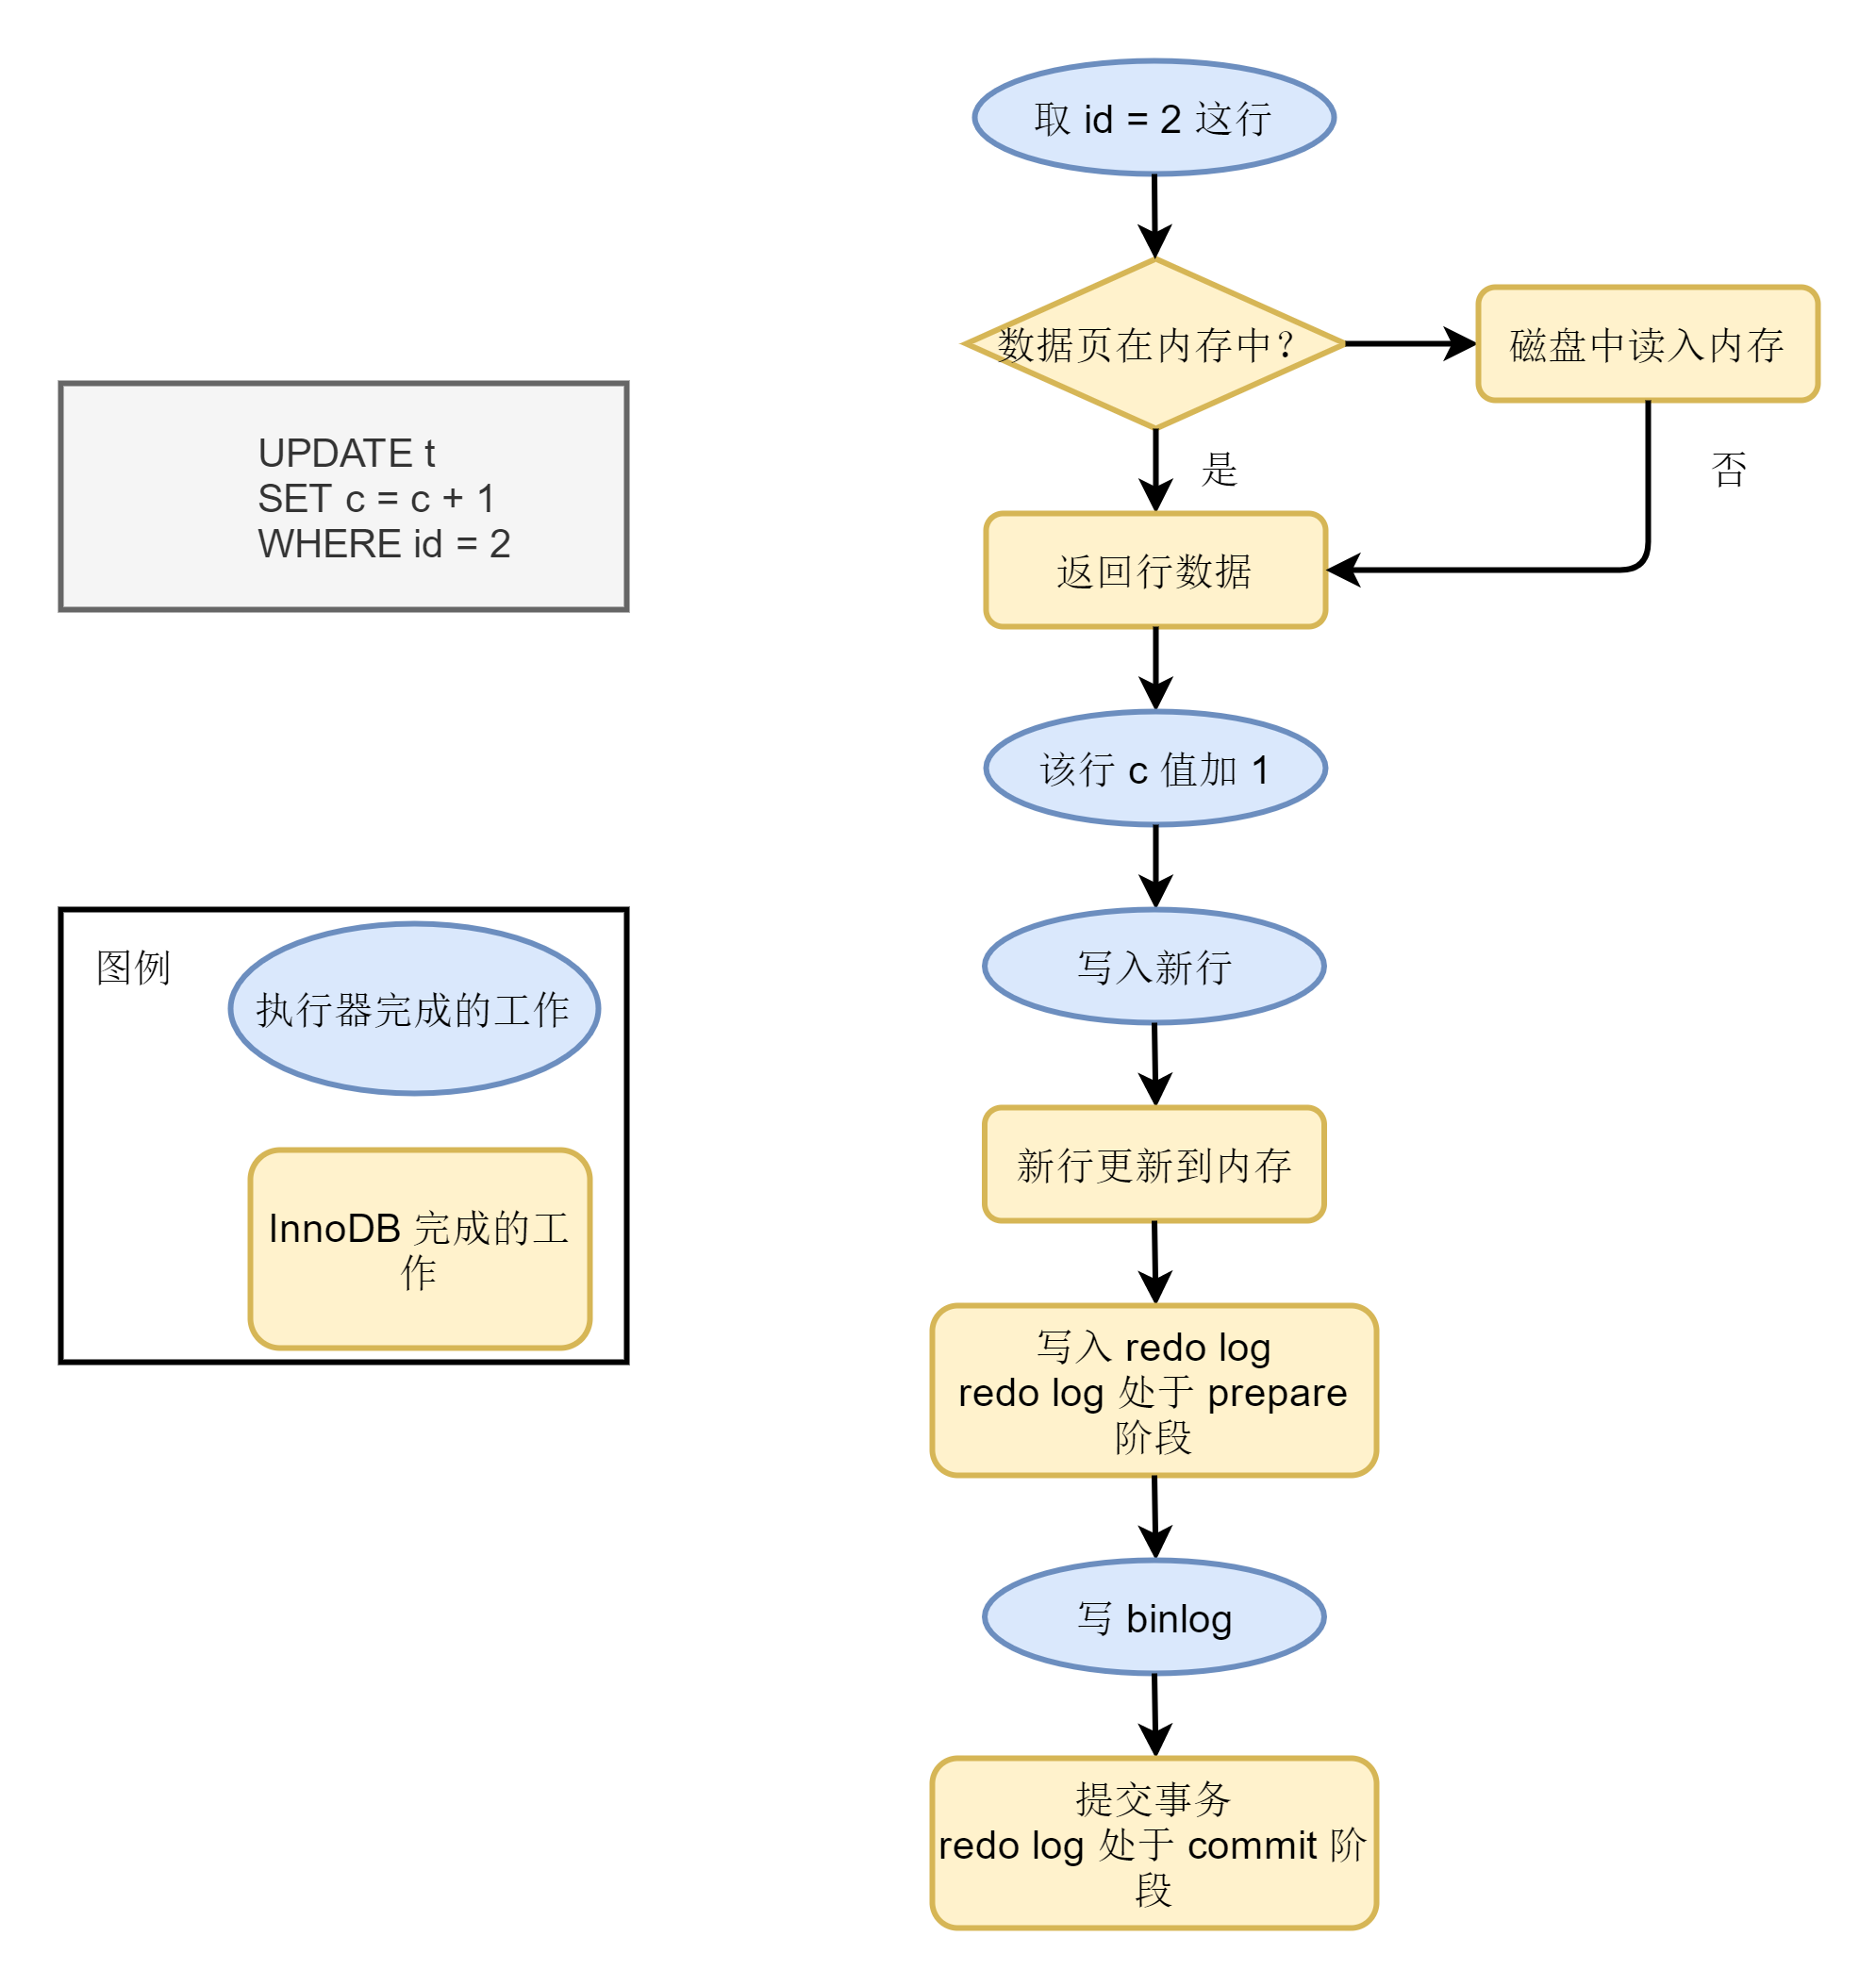 取 id = 2 这行
数据页在内存中？
磁盘中读入内存
是
否
返回行数据
UPDATE t
SET c = c + 1
WHERE id = 2
该行 c 值加 1
写入新行
图例
执行器完成的工作
InnoDB 完成的工
作
新行更新到内存
写入 redo log
redo log 处于 prepare
阶段
写 binlog
提交事务
redo log 处于 commit 阶
段